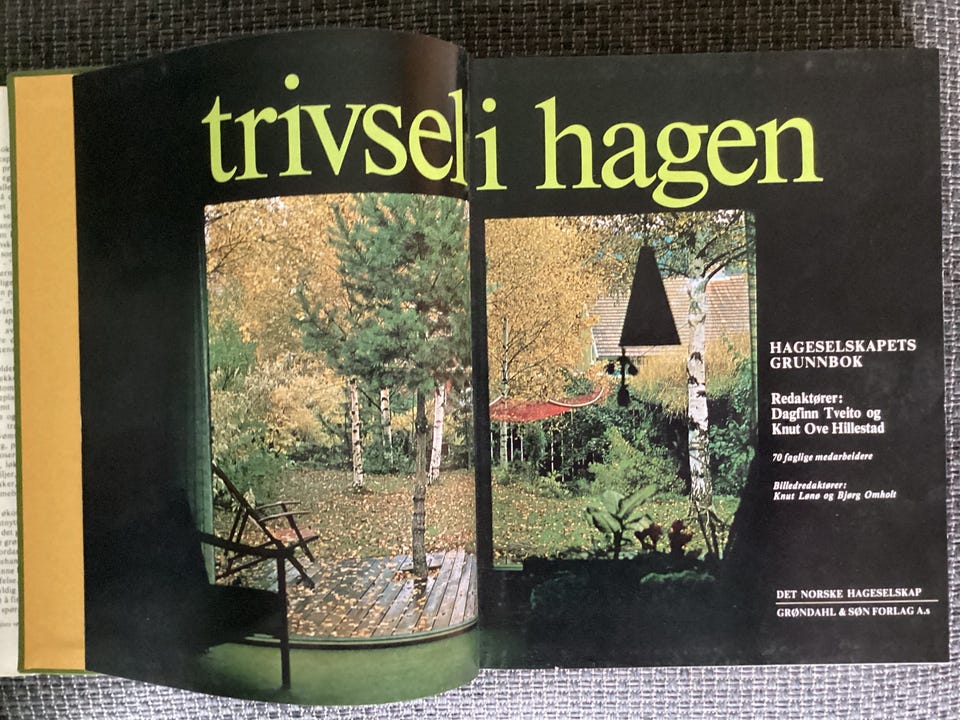 trivsel i hagen
HAGESELSKAPETS
GRUNNBOK
Redaktører:
Dagfinn Tveito og
Knut Ove Hillestad
70 faglige medarbeidere
Billedredaktører:
Knut Lønø og Bjørg Omholt
DET NORSKE HAGESELSKAP
GRØNDAHL & SØN FORLAG A.s